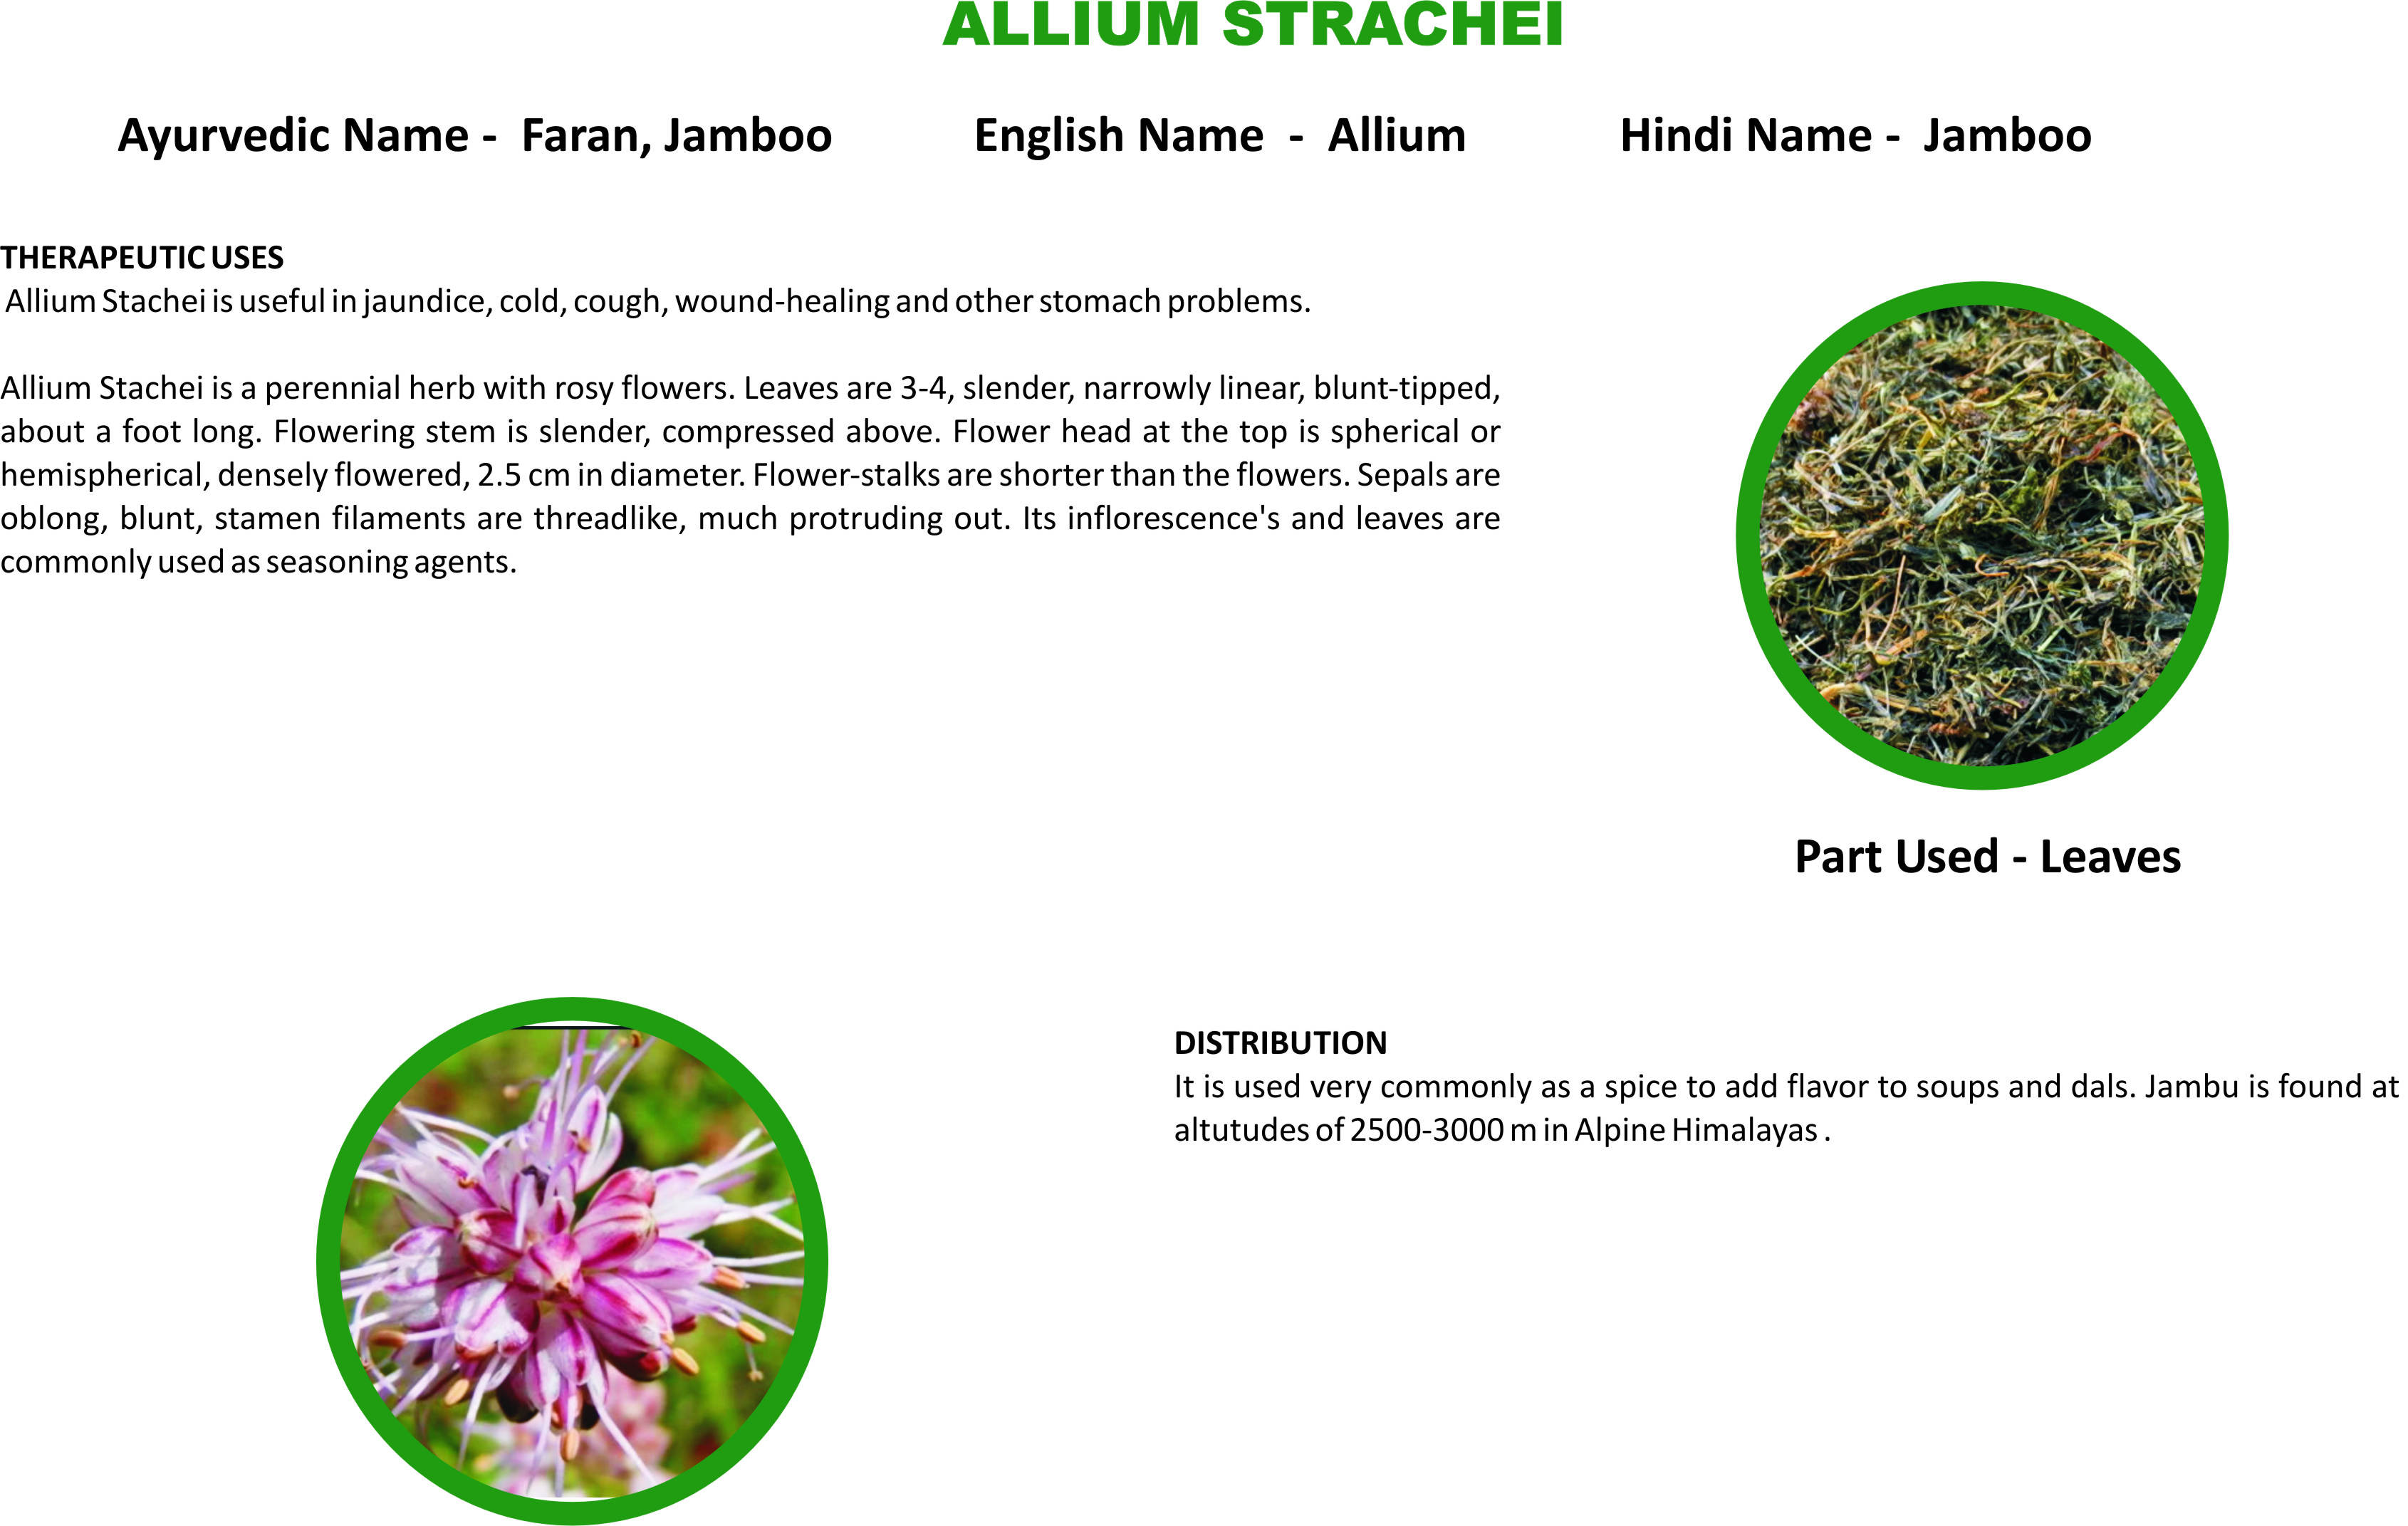 ALLIUM STRACHEI
Ayurvedic Name - Faran, Jamboo English Name - Allium Hindi Name - Jamboo
THERAPEUTIC USES
Allium Stachei is useful in jaundice, cold, cough, wound-healing and other stomach problems.
Allium Stachei is a perennial herb with rosy flowers. Leaves are 3-4, slender, narrowly linear, blunt-tipped,
about a foot long. Flowering stem is slender, compressed above. Flower head at the top is spherical or
hemispherical, densely flowered, 2.5 cm in diameter. Flower-stalks are shorter than the flowers. Sepals are
oblong, blunt, stamen filaments are threadlike, much protruding out. Its inflorescence's and leaves are
commonly used as seasoning agents.
Part Used - Leaves
DISTRIBUTION
It is used very commonly as a spice to add flavor to soups and dals. Jambu is found at
altutudes of 2500-3000 m in Alpine Himalayas .